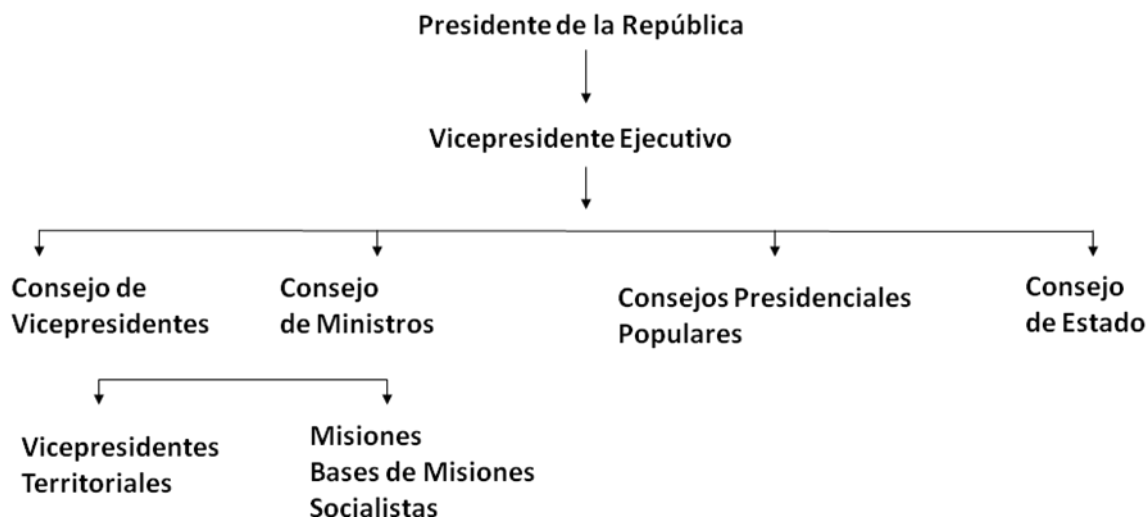 Presidente de la República
Vicepresidente Ejecutivo
Consejo de
Vicepresidentes
Consejo
de Ministros
Consejos Presidenciales
Populares
Consejo
de Estado
Vicepresidentes
Territoriales
Misiones
Bases de Misiones
Socialistas